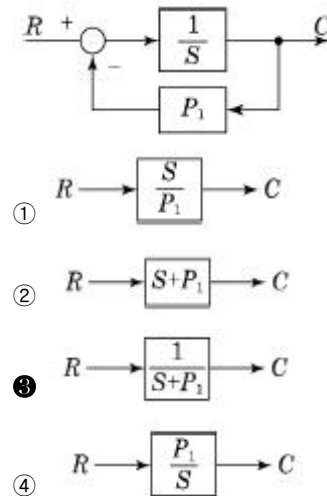 R + 1/S C
−
P₁
① R S/P₁ C
② R S+P₁ C
❸ R 1/(S+P₁) C
④ R P₁/S C